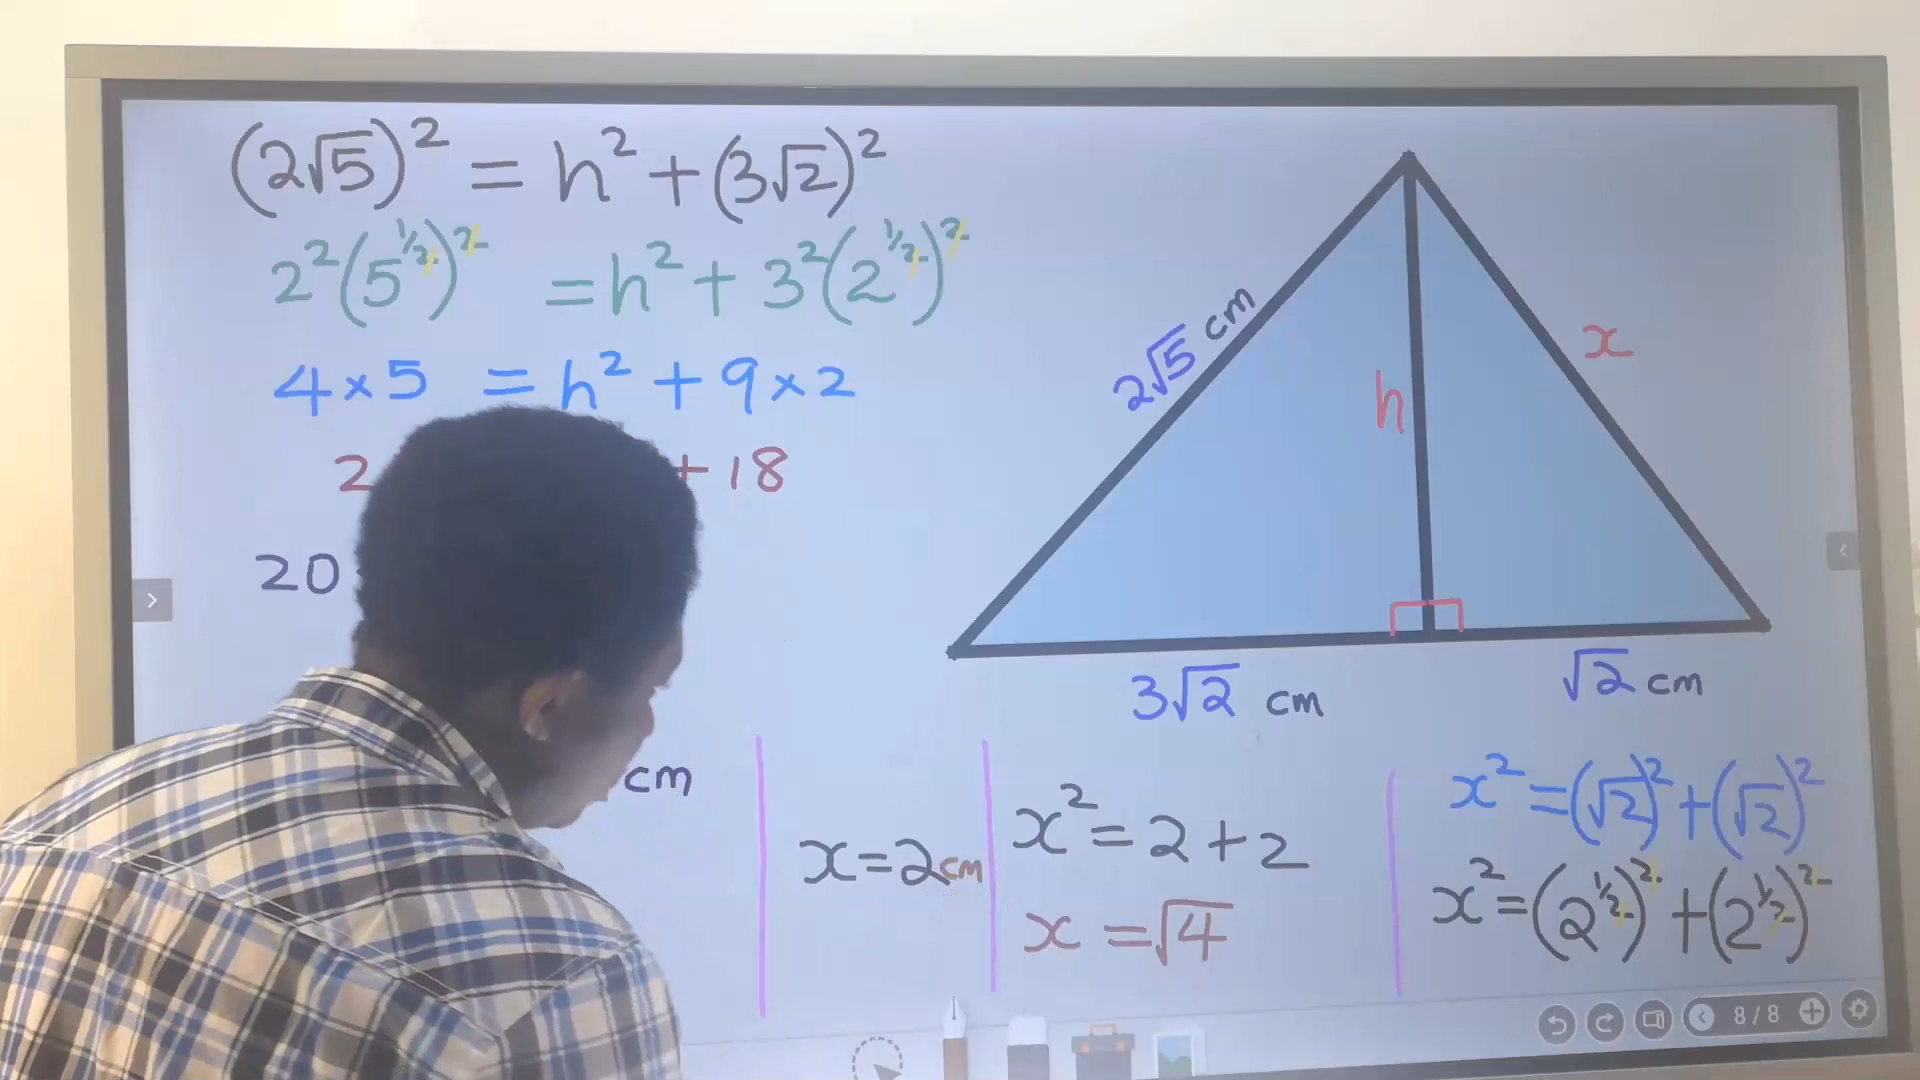 (2√5)² = h² + (3√2)²
2²(5^½)² = h² + 3²(2^½)²
4×5 = h² + 9×2
+ 18
20
cm
2√5 cm
h
x
3√2 cm
√2 cm
x = 2cm
x² = 2 + 2
x = √4
x² = (√2)² + (√2)²
x² = (2^½)² + (2^½)²
8 / 8